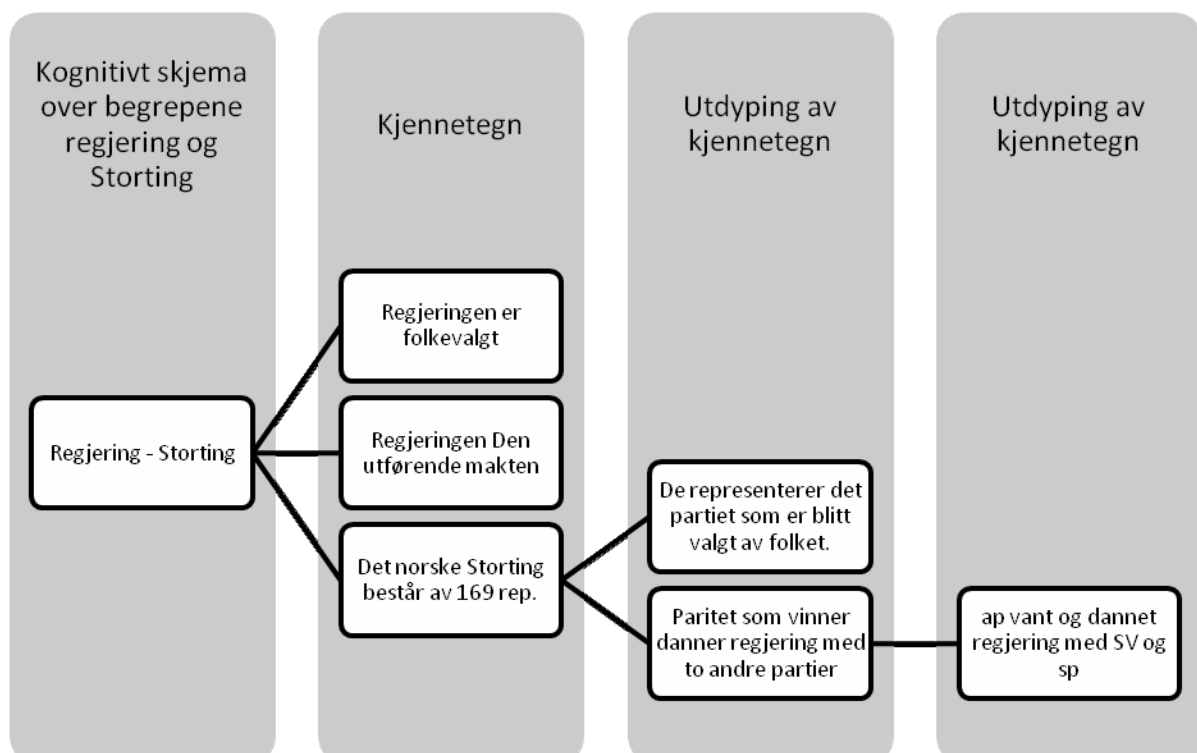 Kognitivt skjema
over begrepene
regjering og
Storting
Kjennetegn
Utdyping av
kjennetegn
Utdyping av
kjennetegn
Regjering - Storting
Regjeringen er
folkevalgt
Regjeringen Den
utførende makten
Det norske Storting
består av 169 rep.
De representerer det
partiet som er blitt
valgt av folket.
Paritet som vinner
danner regjering med
to andre partier
ap vant og dannet
regjering med SV og
sp